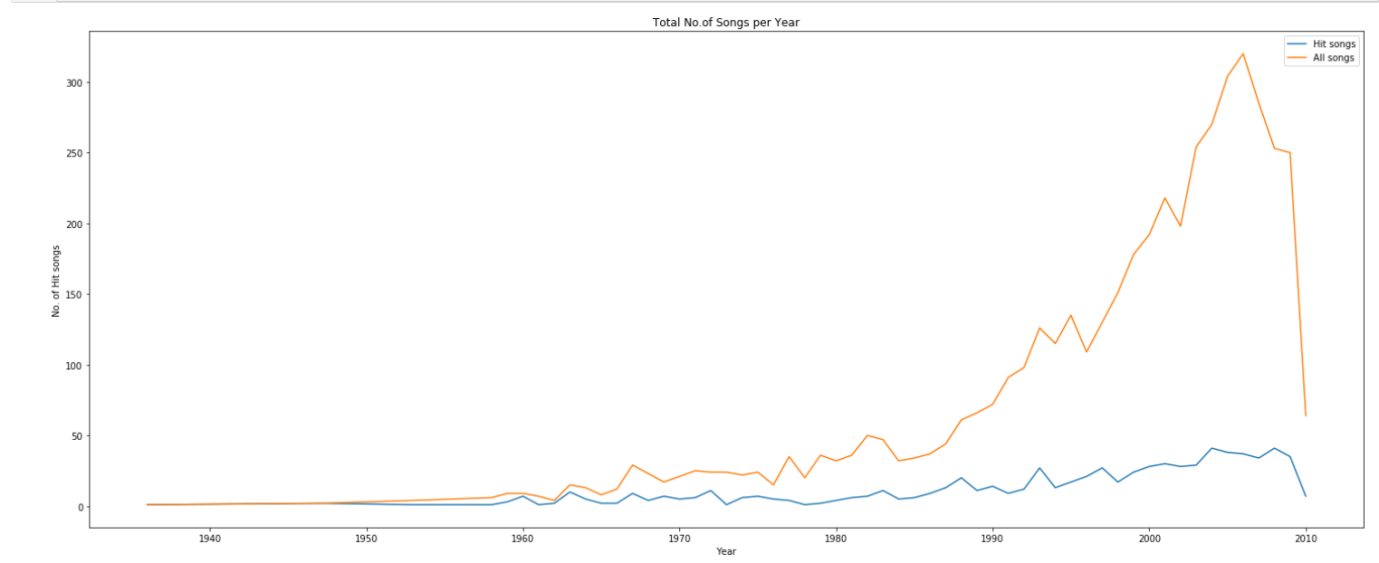 Total No.of Songs per Year
Hit songs
All songs
300
250
200
150
100
50
0
No. of Hit songs
1940 1950 1960 1970 1980 1990 2000 2010
Year